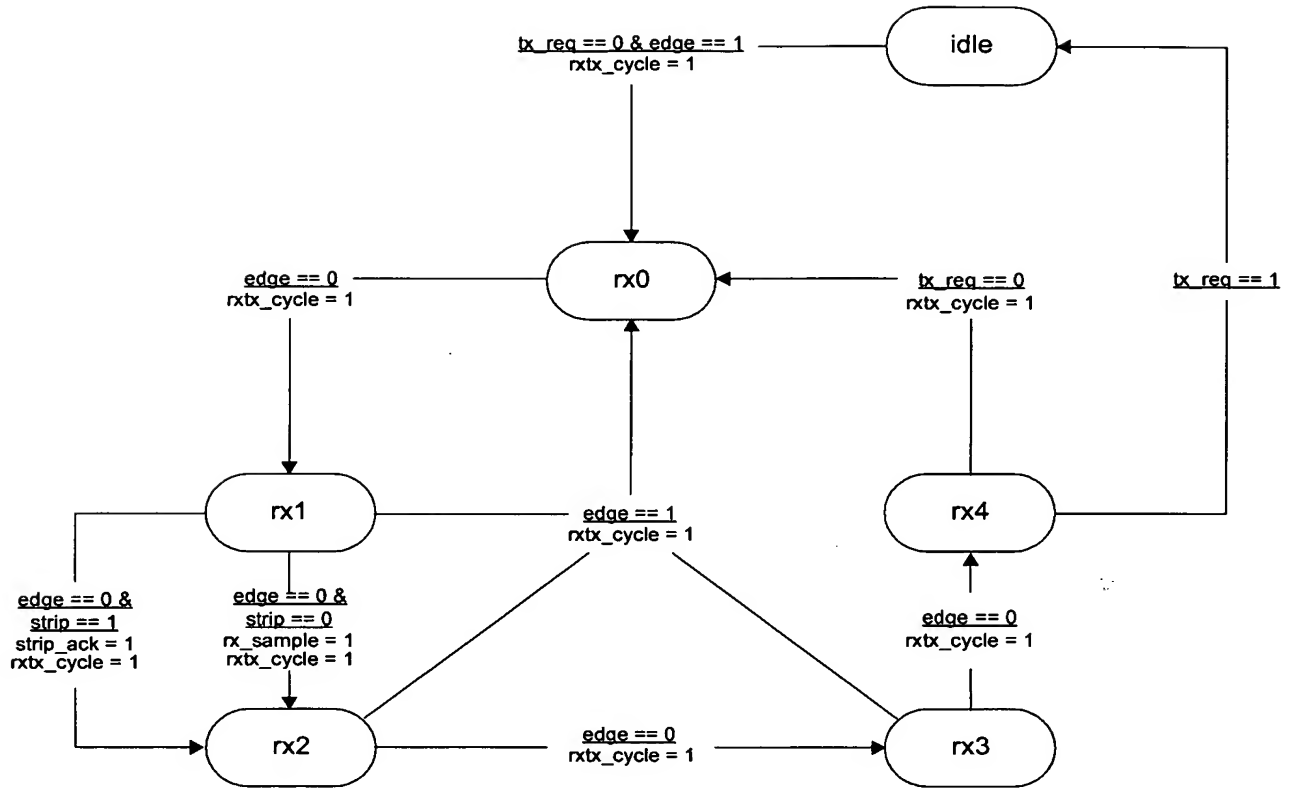 tx_req == 0 & edge == 1
rxtx_cycle = 1
idle
edge == 0
rxtx_cycle = 1
rx0
tx_req == 0
rxtx_cycle = 1
tx_req == 1
rx1
edge == 1
rxtx_cycle = 1
rx4
edge == 0 &
strip == 1
strip_ack = 1
rxtx_cycle = 1
edge == 0 &
strip == 0
rx_sample = 1
rxtx_cycle = 1
edge == 0
rxtx_cycle = 1
rx2
edge == 0
rxtx_cycle = 1
rx3